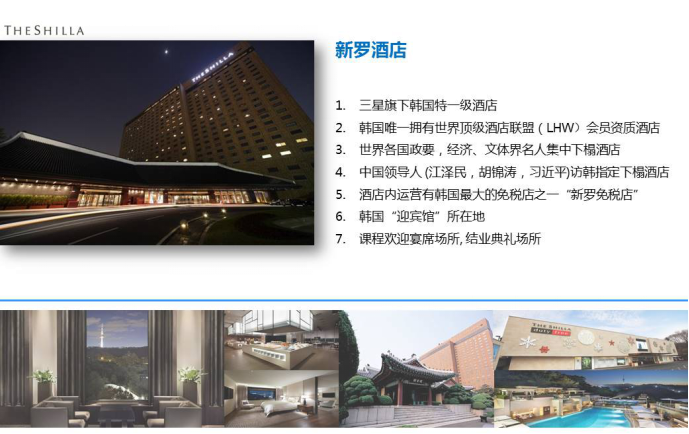 THE SHILLA
THE SHILLA
新罗酒店
1. 三星旗下韩国特一级酒店
2. 韩国唯一拥有世界顶级酒店联盟（LHW）会员资质酒店
3. 世界各国政要，经济、文体界名人集中下榻酒店
4. 中国领导人 (江泽民，胡锦涛，习近平)访韩指定下榻酒店
5. 酒店内运营有韩国最大的免税店之一“新罗免税店”
6. 韩国“迎宾馆”所在地
7. 课程欢迎宴席场所, 结业典礼场所
THE SHILLA
duty free